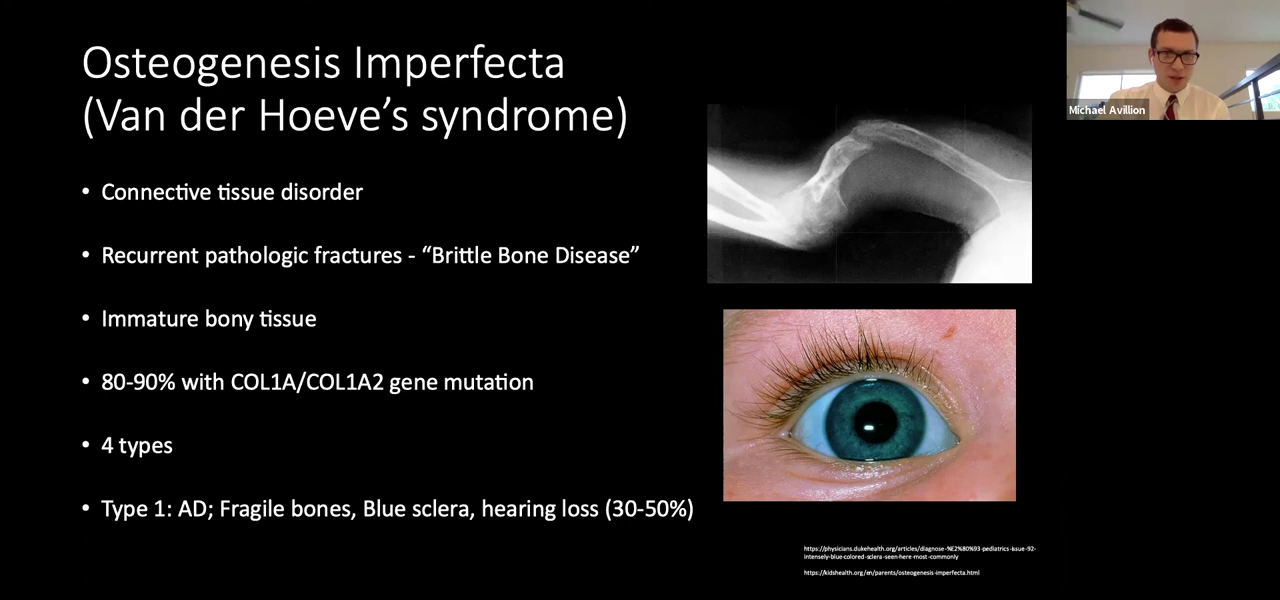 Osteogenesis Imperfecta
(Van der Hoeve's syndrome)
Michael Avillion
• Connective tissue disorder
• Recurrent pathologic fractures - “Brittle Bone Disease”
• Immature bony tissue
• 80-90% with COL1A/COL1A2 gene mutation
• 4 types
• Type 1: AD; Fragile bones, Blue sclera, hearing loss (30-50%)
https://physicians.dukehealth.org/articles/diagnose-%E2%80%93-pediatrics-issue-92-
intensely-blue-colored-sclera-seen-here-most-commonly
https://kidshealth.org/en/parents/osteogenesis-imperfecta.html